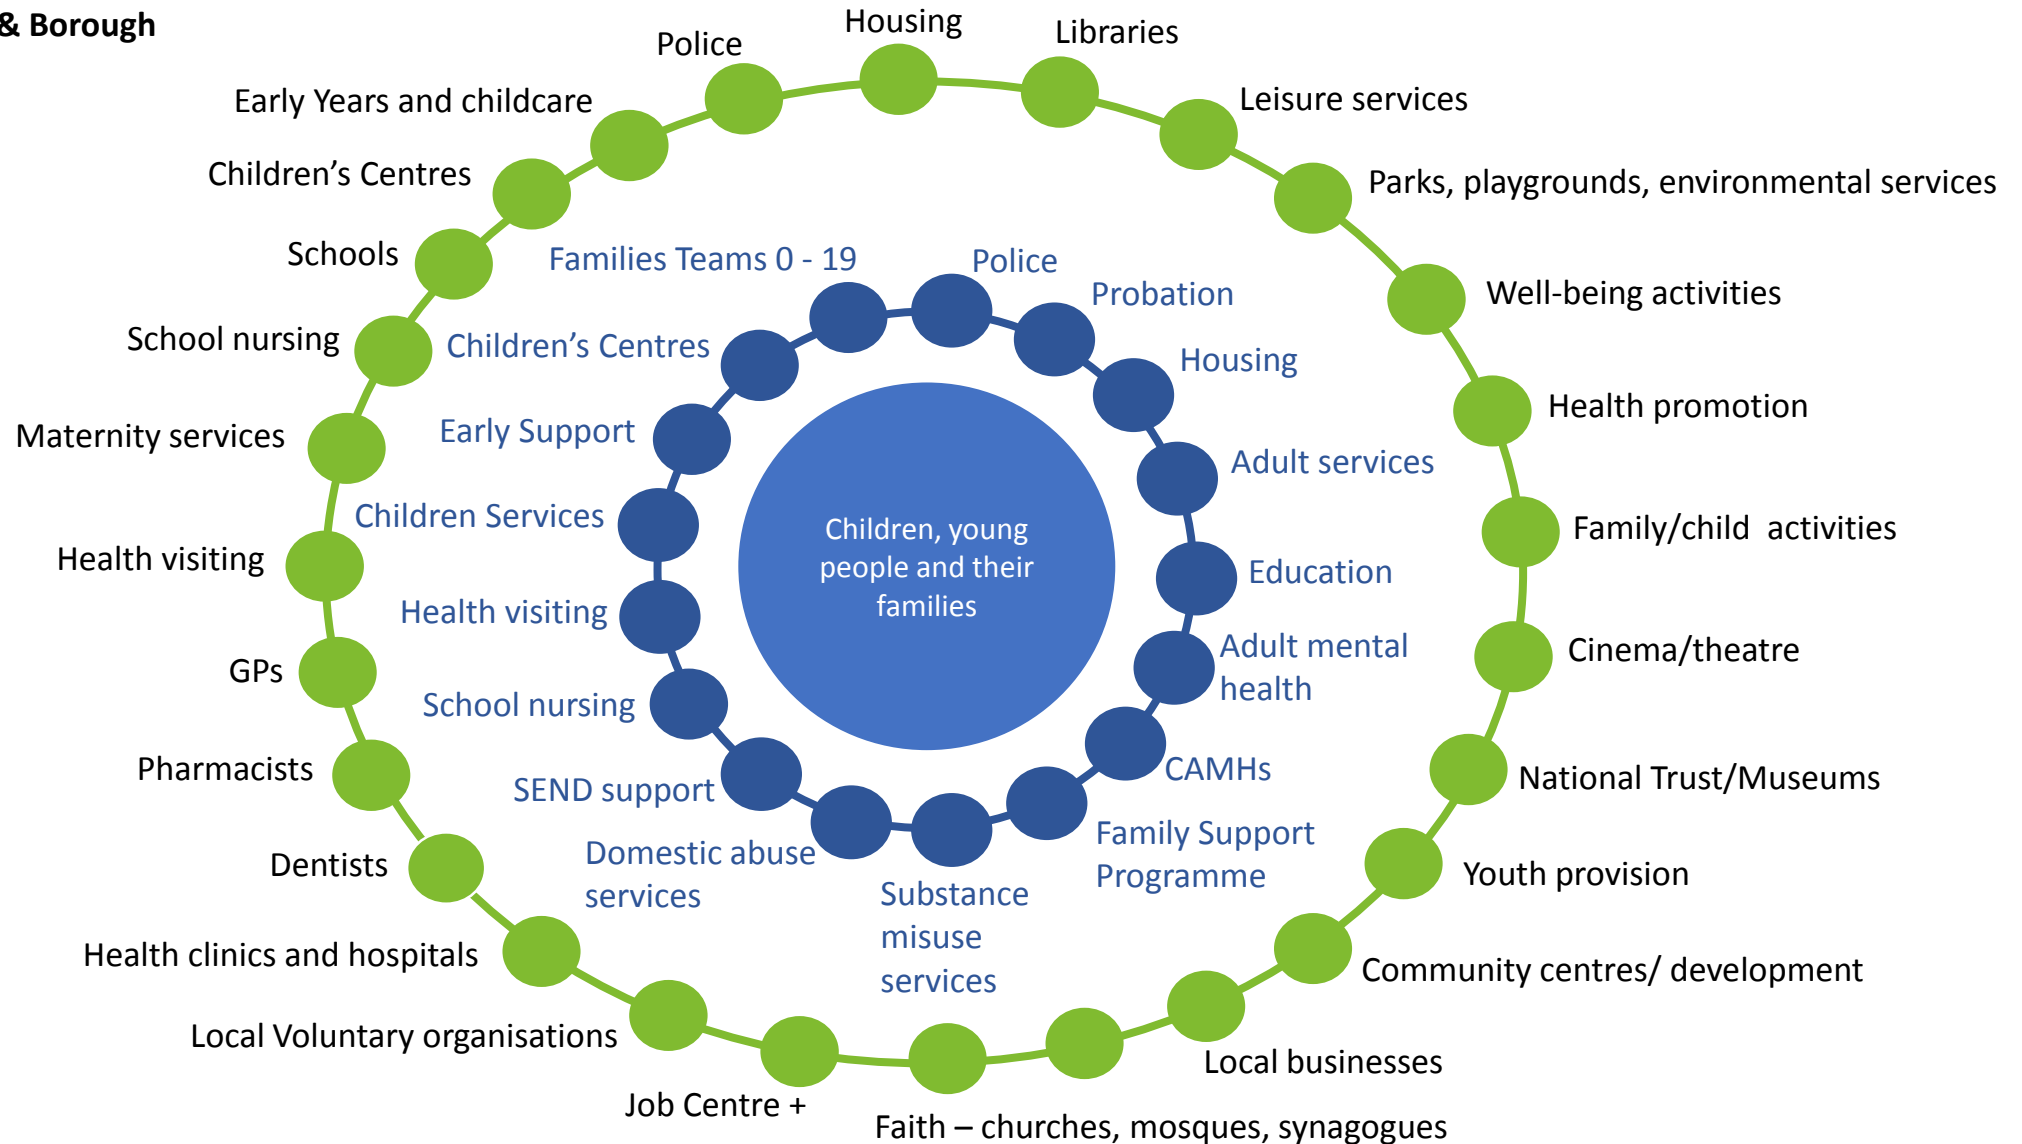 & Borough
Housing
Libraries
Police
Leisure services
Early Years and childcare
Parks, playgrounds, environmental services
Children’s Centres
Schools
Well-being activities
School nursing
Health promotion
Maternity services
Family/child  activities
Health visiting
Cinema/theatre
GPs
National Trust/Museums
Pharmacists
Youth provision
Dentists
Community centres/ development
Health clinics and hospitals
Local businesses
Local Voluntary organisations
Job Centre +
Faith – churches, mosques, synagogues
Families Teams 0 - 19
Police
Probation
Children’s Centres
Housing
Early Support
Adult services
Children Services
Education
Health visiting
Adult mental
health
School nursing
CAMHs
SEND support
Family Support
Programme
Domestic abuse
services
Substance
misuse
services
Children, young
people and their
families